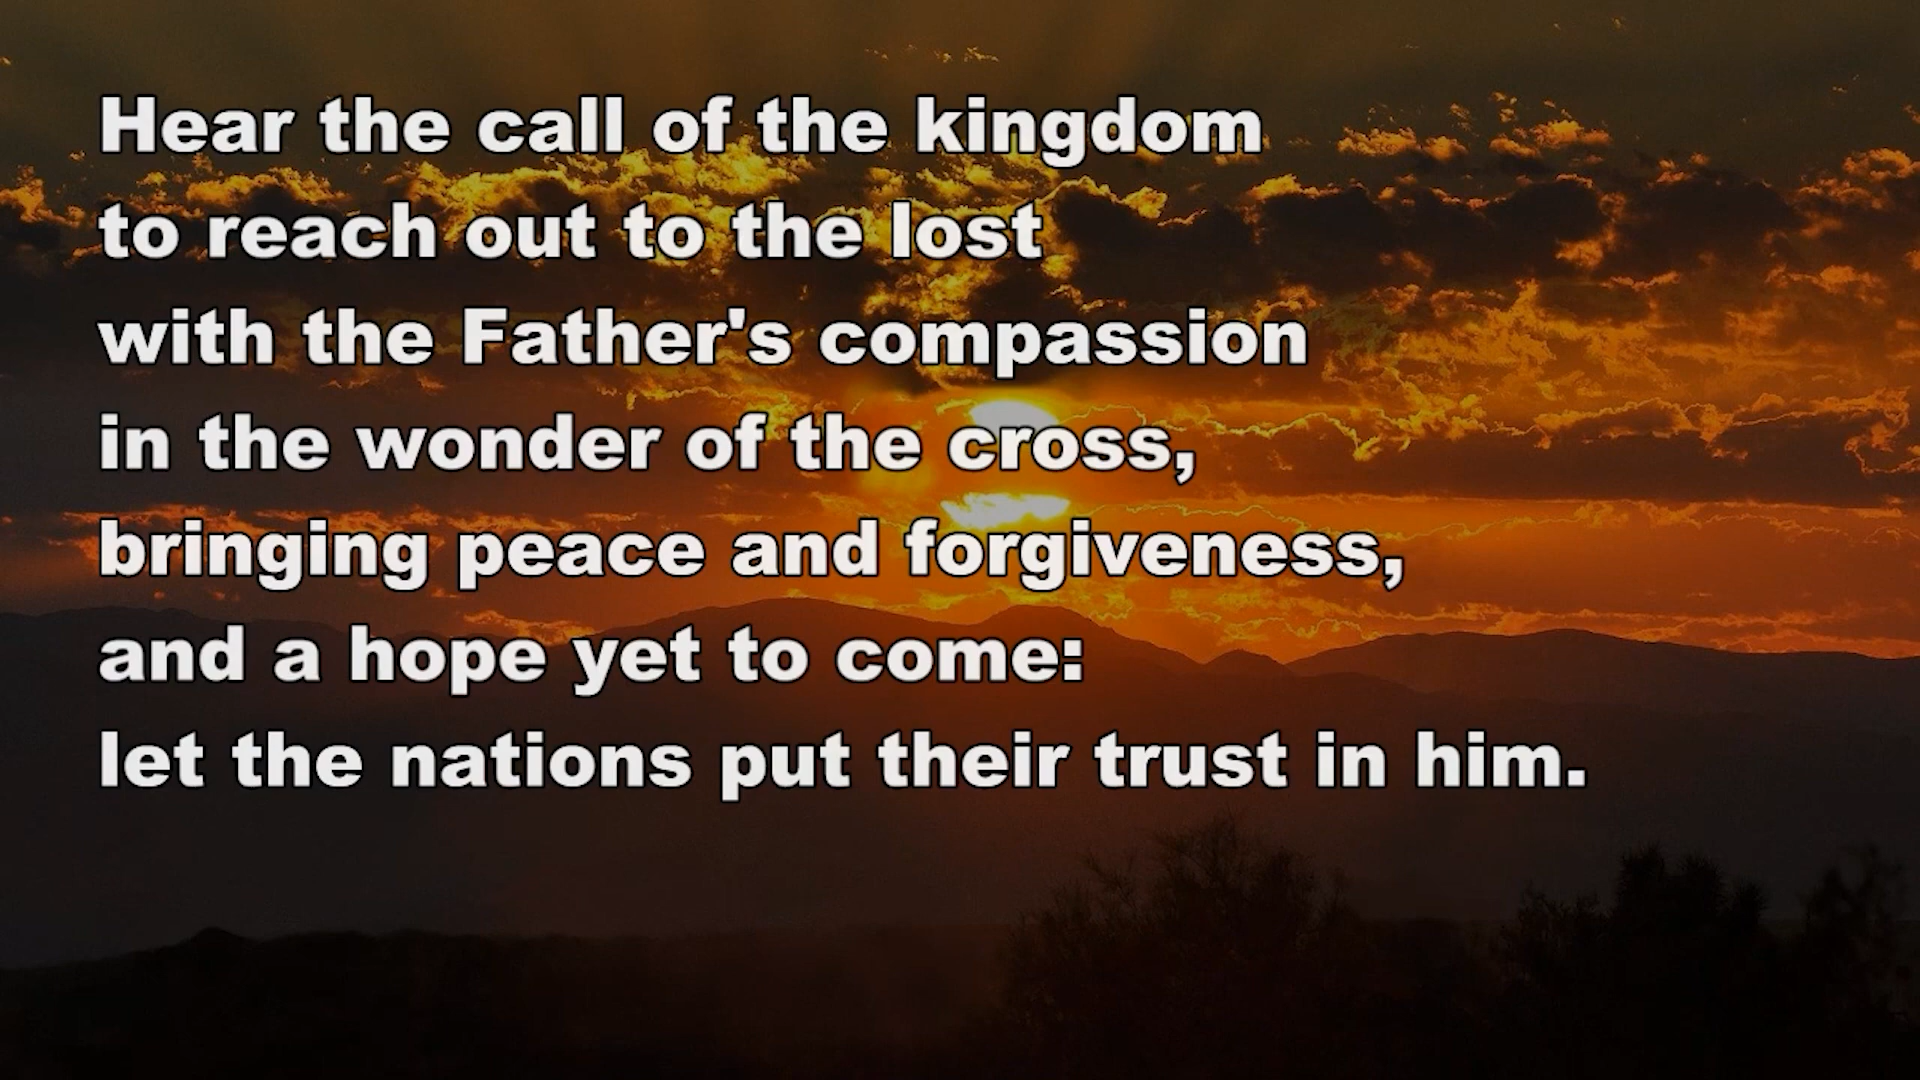 Hear the call of the kingdom
to reach out to the lost
with the Father's compassion
in the wonder of the cross,
bringing peace and forgiveness,
and a hope yet to come:
let the nations put their trust in him.